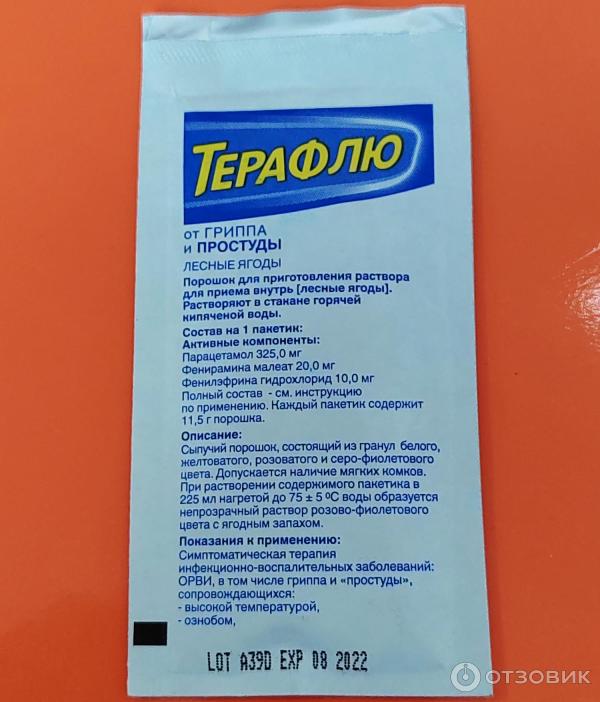 ТЕРАФЛЮ
от ГРИППА
и ПРОСТУДЫ
ЛЕСНЫЕ ЯГОДЫ
Порошок для приготовления раствора
для приема внутрь [лесные ягоды].
Растворяют в стакане горячей
кипяченой воды.
Состав на 1 пакетик:
Активные компоненты:
Парацетамол 325,0 мг
Фенирамина малеат 20,0 мг
Фенилэфрина гидрохлорид 10,0 мг
Полный состав - см. инструкцию
по применению. Каждый пакетик содержит
11,5 г порошка.
Описание:
Сыпучий порошок, состоящий из гранул белого,
желтоватого, розоватого и серо-фиолетового
цвета. Допускается наличие мягких комков.
При растворении содержимого пакетика в
225 мл нагретой до 75 ± 5 ºС воды образуется
непрозрачный раствор розово-фиолетового
цвета с ягодным запахом.
Показания к применению:
Симптоматическая терапия
инфекционно-воспалительных заболеваний:
ОРВИ, в том числе гриппа и «простуды»,
сопровождающихся:
- высокой температурой,
- ознобом,
LOT A39D EXP 08 2022
ОТЗОВИК